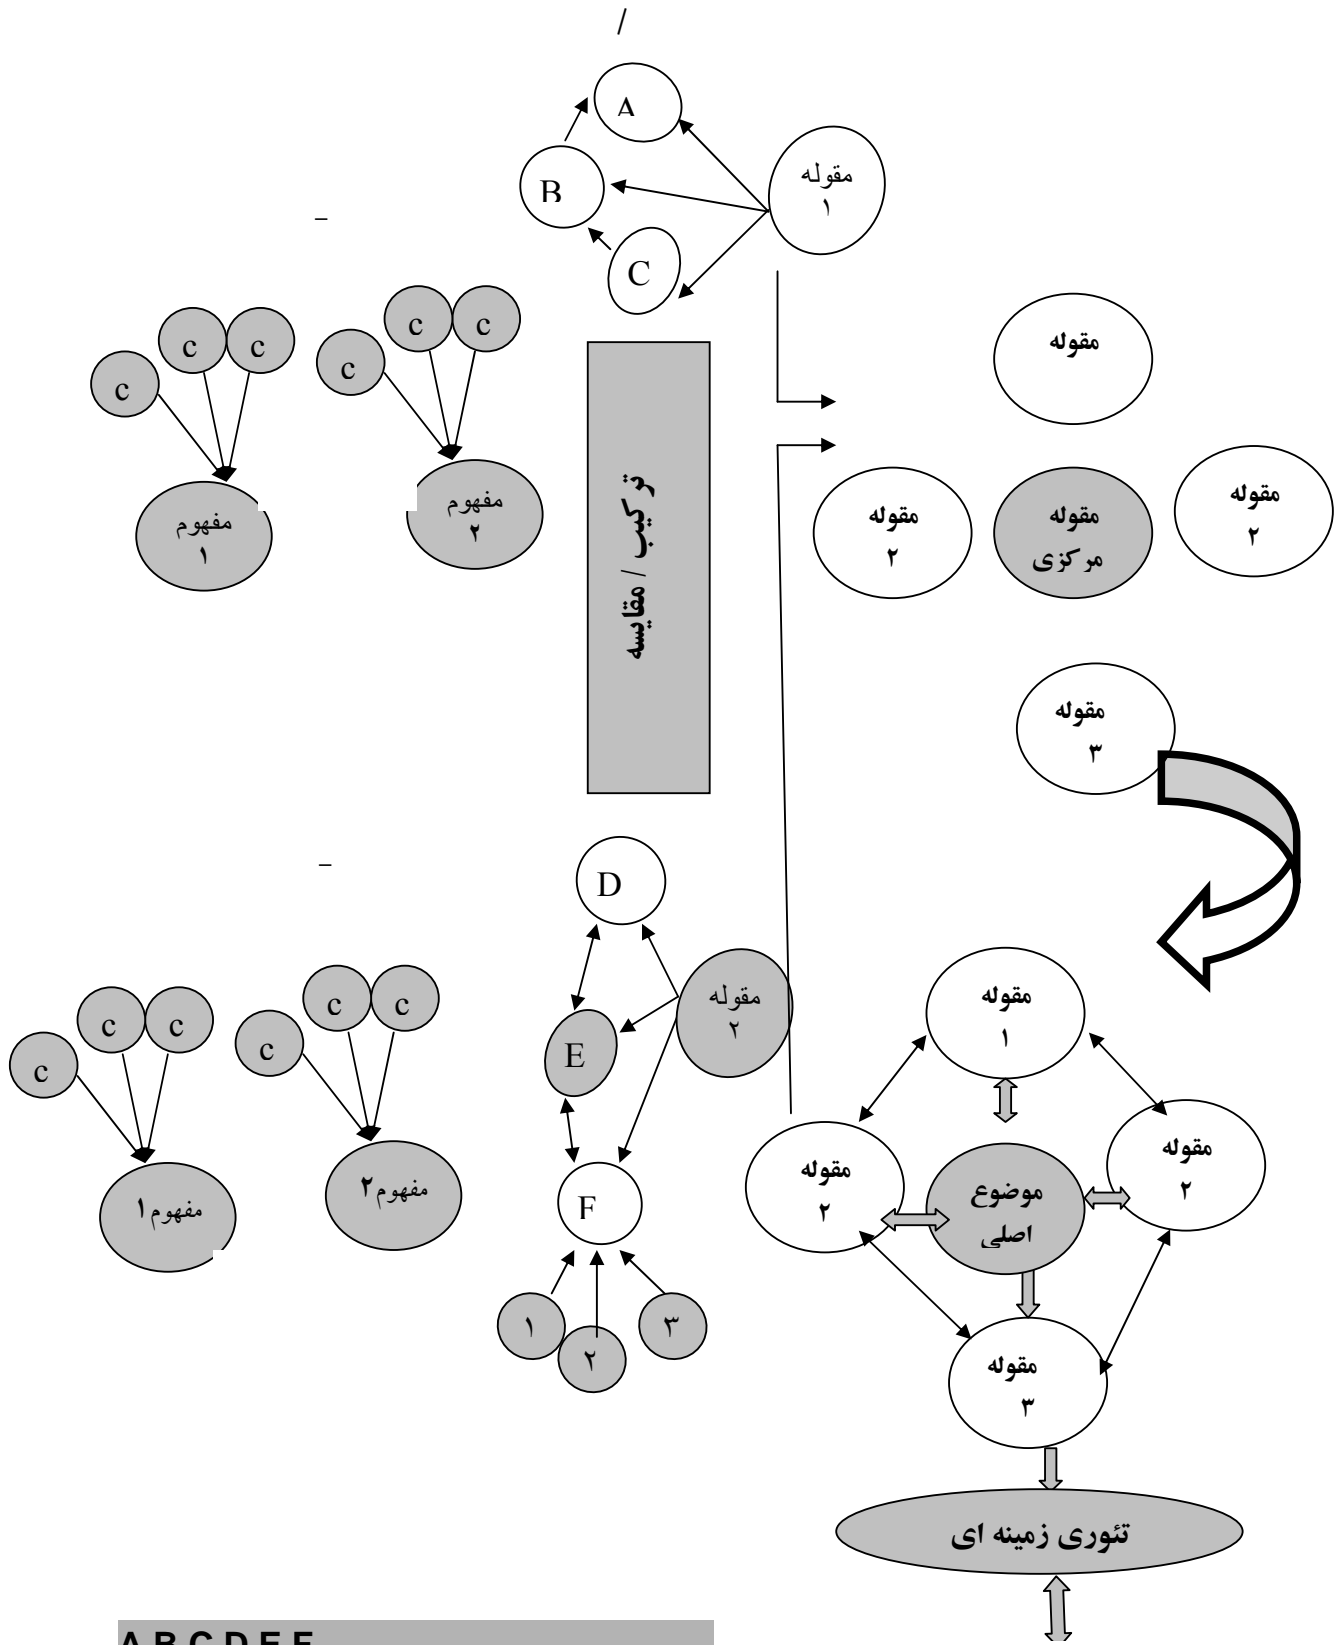 /
A
B
C
مقوله
۱
_
c
c
c
c
c
c
مفهوم
۱
مفهوم
۲
ترکیب / مقایسه
مقوله
مقوله
۲
مقوله
مرکزی
مقوله
۲
مقوله
۳
_
D
E
F
مقوله
۲
c
c
c
c
c
c
مفهوم۱
مفهوم۲
۱
۲
۳
مقوله
۱
مقوله
۲
موضوع
اصلی
مقوله
۲
مقوله
۳
تئوری زمینه ای
A B C D E F